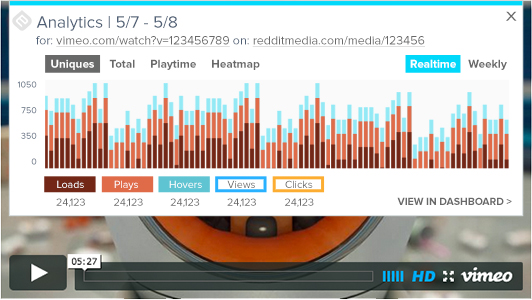 Analytics | 5/7 - 5/8
for: vimeo.com/watch?v=123456789 on: redditmedia.com/media/123456
Uniques Total Playtime Heatmap Realtime Weekly
1050
750
350
0
Loads Plays Hovers Views Clicks
24,123 24,123 24,123 24,123 24,123
VIEW IN DASHBOARD >
05:27
HD vimeo